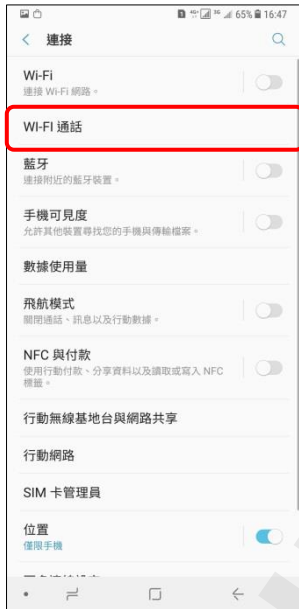 4G 3G 65% 16:47
連接
Wi-Fi
連接 Wi-Fi 網路。
WI-FI 通話
藍牙
連接附近的藍牙裝置。
手機可見度
允許其他裝置尋找您的手機與傳輸檔案。
數據使用量
飛航模式
關閉通話、訊息以及行動數據。
NFC 與付款
使用行動付款、分享資料以及讀取或寫入 NFC
標籤。
行動無線基地台與網路共享
行動網路
SIM 卡管理員
位置
僅限手機